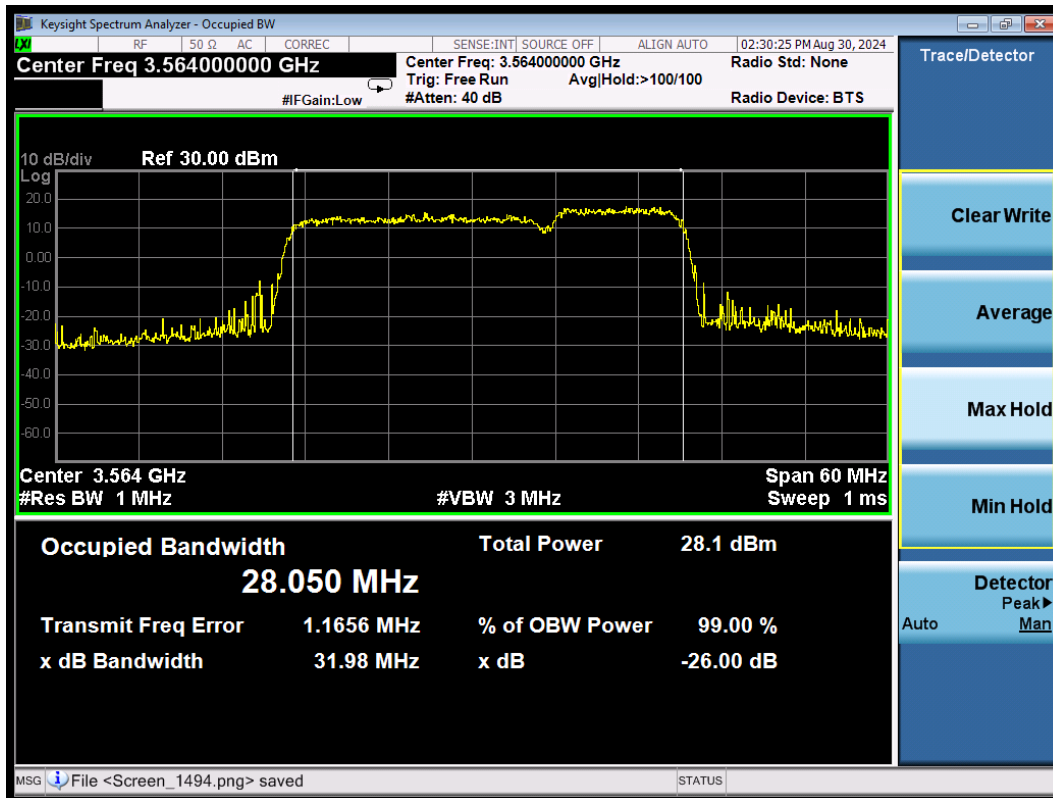 Keysight Spectrum Analyzer - Occupied BW
LXI RF 50 Ω AC CORREC SENSE:INT SOURCE OFF ALIGN AUTO 02:30:25 PM Aug 30, 2024
Center Freq 3.564000000 GHz
#IFGain:Low
Center Freq: 3.564000000 GHz
Trig: Free Run Avg|Hold:>100/100
#Atten: 40 dB
Radio Std: None
Radio Device: BTS
10 dB/div Ref 30.00 dBm
Log
20.0
10.0
0.00
-10.0
-20.0
-30.0
-40.0
-50.0
-60.0
Center 3.564 GHz Span 60 MHz
#Res BW 1 MHz #VBW 3 MHz Sweep 1 ms
Occupied Bandwidth Total Power 28.1 dBm
28.050 MHz
Transmit Freq Error 1.1656 MHz % of OBW Power 99.00 %
x dB Bandwidth 31.98 MHz x dB -26.00 dB
MSG File <Screen_1494.png> saved STATUS
Trace/Detector
Clear Write
Average
Max Hold
Min Hold
Detector
Peak▶
Auto Man